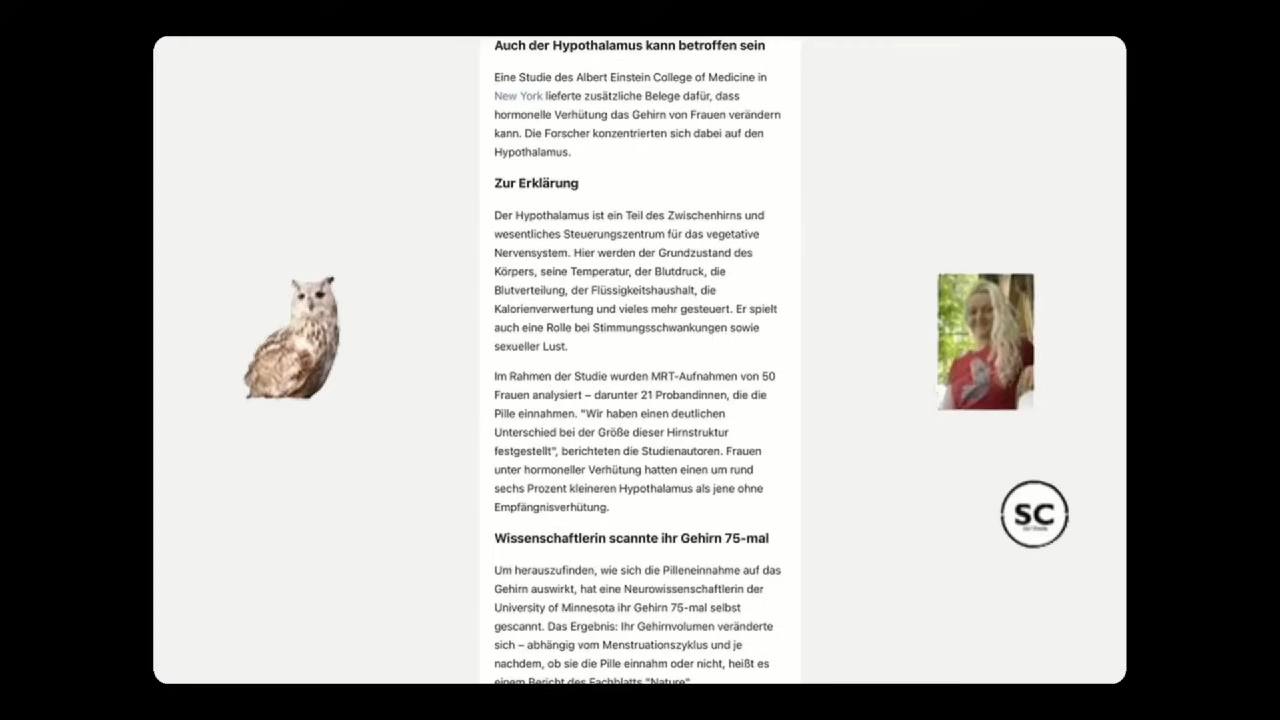 Auch der Hypothalamus kann betroffen sein
Eine Studie des Albert Einstein College of Medicine in
New York lieferte zusätzliche Belege dafür, dass
hormonelle Verhütung das Gehirn von Frauen verändern
kann. Die Forscher konzentrierten sich dabei auf den
Hypothalamus.
Zur Erklärung
Der Hypothalamus ist ein Teil des Zwischenhirns und
wesentliches Steuerungszentrum für das vegetative
Nervensystem. Hier werden der Grundzustand des
Körpers, seine Temperatur, der Blutdruck, die
Blutverteilung, der Flüssigkeitshaushalt, die
Kalorienverwertung und vieles mehr gesteuert. Er spielt
auch eine Rolle bei Stimmungsschwankungen sowie
sexueller Lust.
Im Rahmen der Studie wurden MRT-Aufnahmen von 50
Frauen analysiert – darunter 21 Probandinnen, die die
Pille einnahmen. "Wir haben einen deutlichen
Unterschied bei der Größe dieser Hirnstruktur
festgestellt", berichteten die Studienautoren. Frauen
unter hormoneller Verhütung hatten einen um rund
sechs Prozent kleineren Hypothalamus als jene ohne
Empfängnisverhütung.
Wissenschaftlerin scannte ihr Gehirn 75-mal
Um herauszufinden, wie sich die Pilleneinnahme auf das
Gehirn auswirkt, hat eine Neurowissenschaftlerin der
University of Minnesota ihr Gehirn 75-mal selbst
gescannt. Das Ergebnis: Ihr Gehirnvolumen veränderte
sich – abhängig vom Menstruationszyklus und je
nachdem, ob sie die Pille einnahm oder nicht, heißt es
einem Bericht des Fachblatts "Nature".
SC